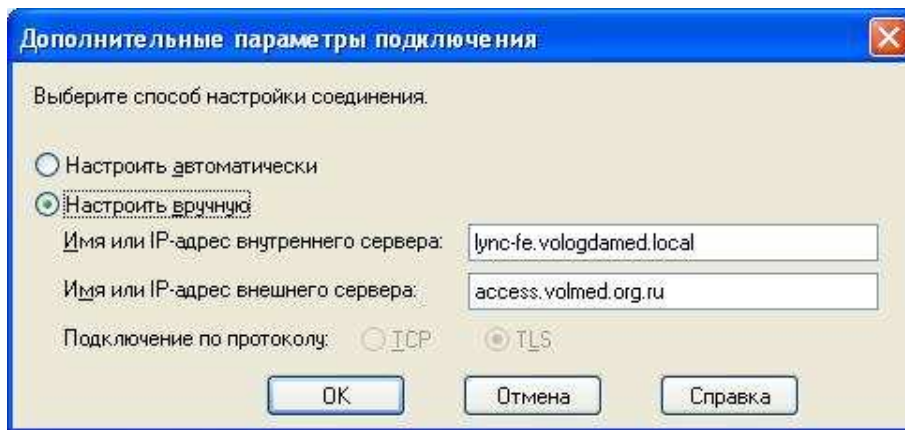 Дополнительные параметры подключения
Выберите способ настройки соединения.
Настроить автоматически
Настроить вручную
Имя или IP-адрес внутреннего сервера: lync-fe.vologdamed.local
Имя или IP-адрес внешнего сервера: access.volmed.org.ru
Подключение по протоколу: TCP TLS
OK Отмена Справка